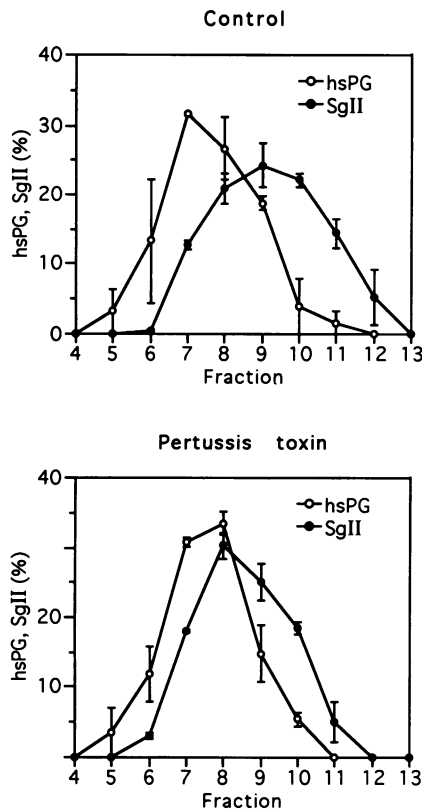 Control
40
30
20
10
0
hsPG, SgII (%)
hsPG
SgII
4 5 6 7 8 9 10 11 12 13
Fraction
Pertussis toxin
40
20
10
0
hsPG, SgII (%)
hsPG
SgII
4 5 6 7 8 9 10 11 12 13
Fraction